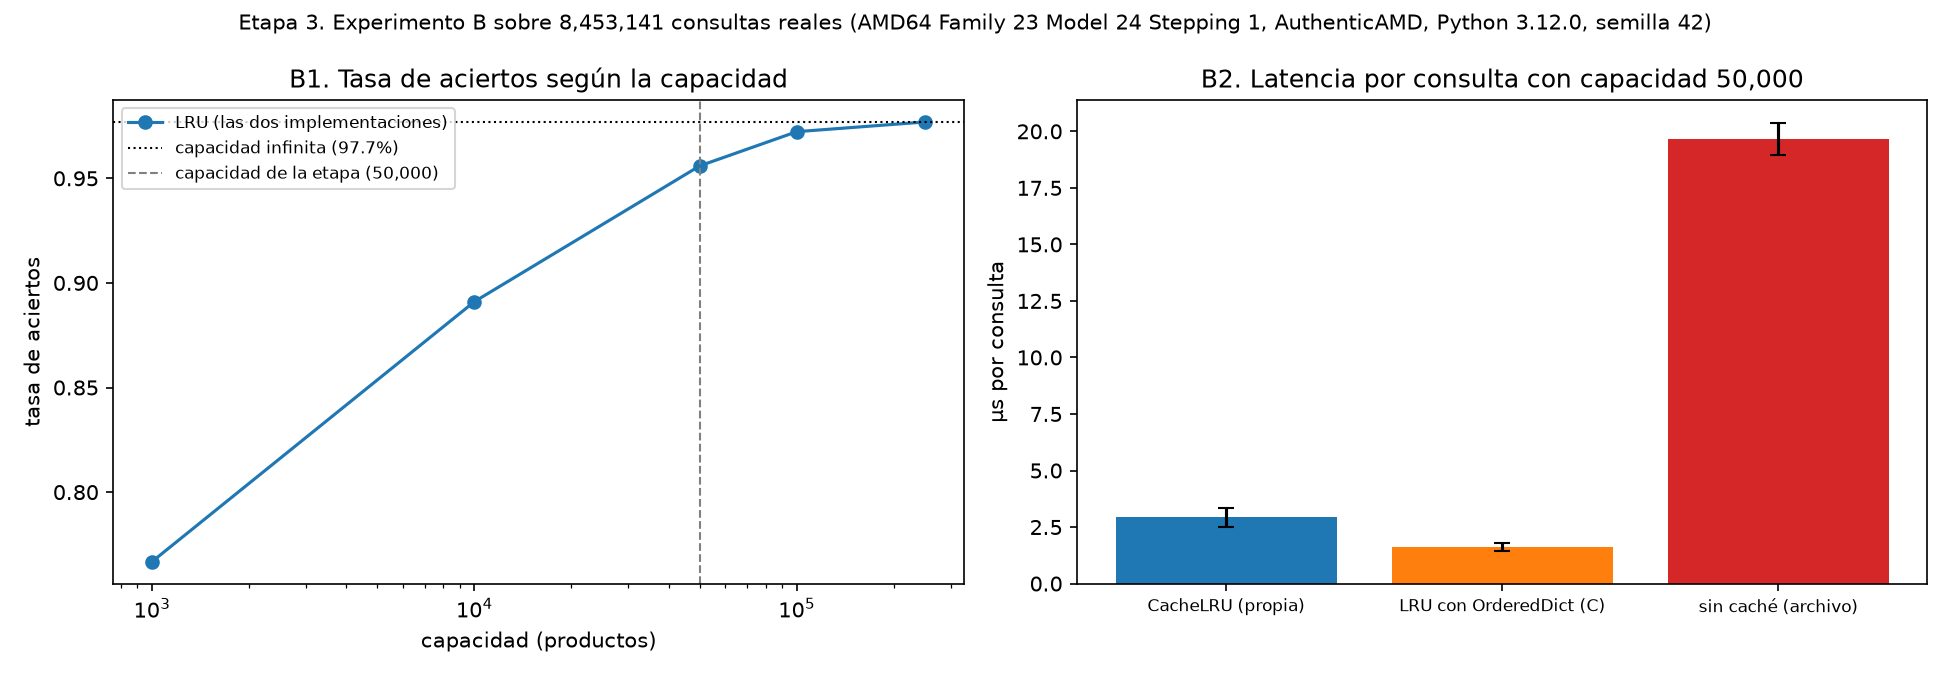 Etapa 3. Experimento B sobre 8,453,141 consultas reales (AMD64 Family 23 Model 24 Stepping 1, AuthenticAMD, Python 3.12.0, semilla 42)
B1. Tasa de aciertos según la capacidad
LRU (las dos implementaciones)
capacidad infinita (97.7%)
capacidad de la etapa (50,000)
tasa de aciertos
0.95
0.90
0.85
0.80
10³
10⁴
10⁵
capacidad (productos)
B2. Latencia por consulta con capacidad 50,000
µs por consulta
20.0
17.5
15.0
12.5
10.0
7.5
5.0
2.5
0.0
CacheLRU (propia)
LRU con OrderedDict (C)
sin caché (archivo)